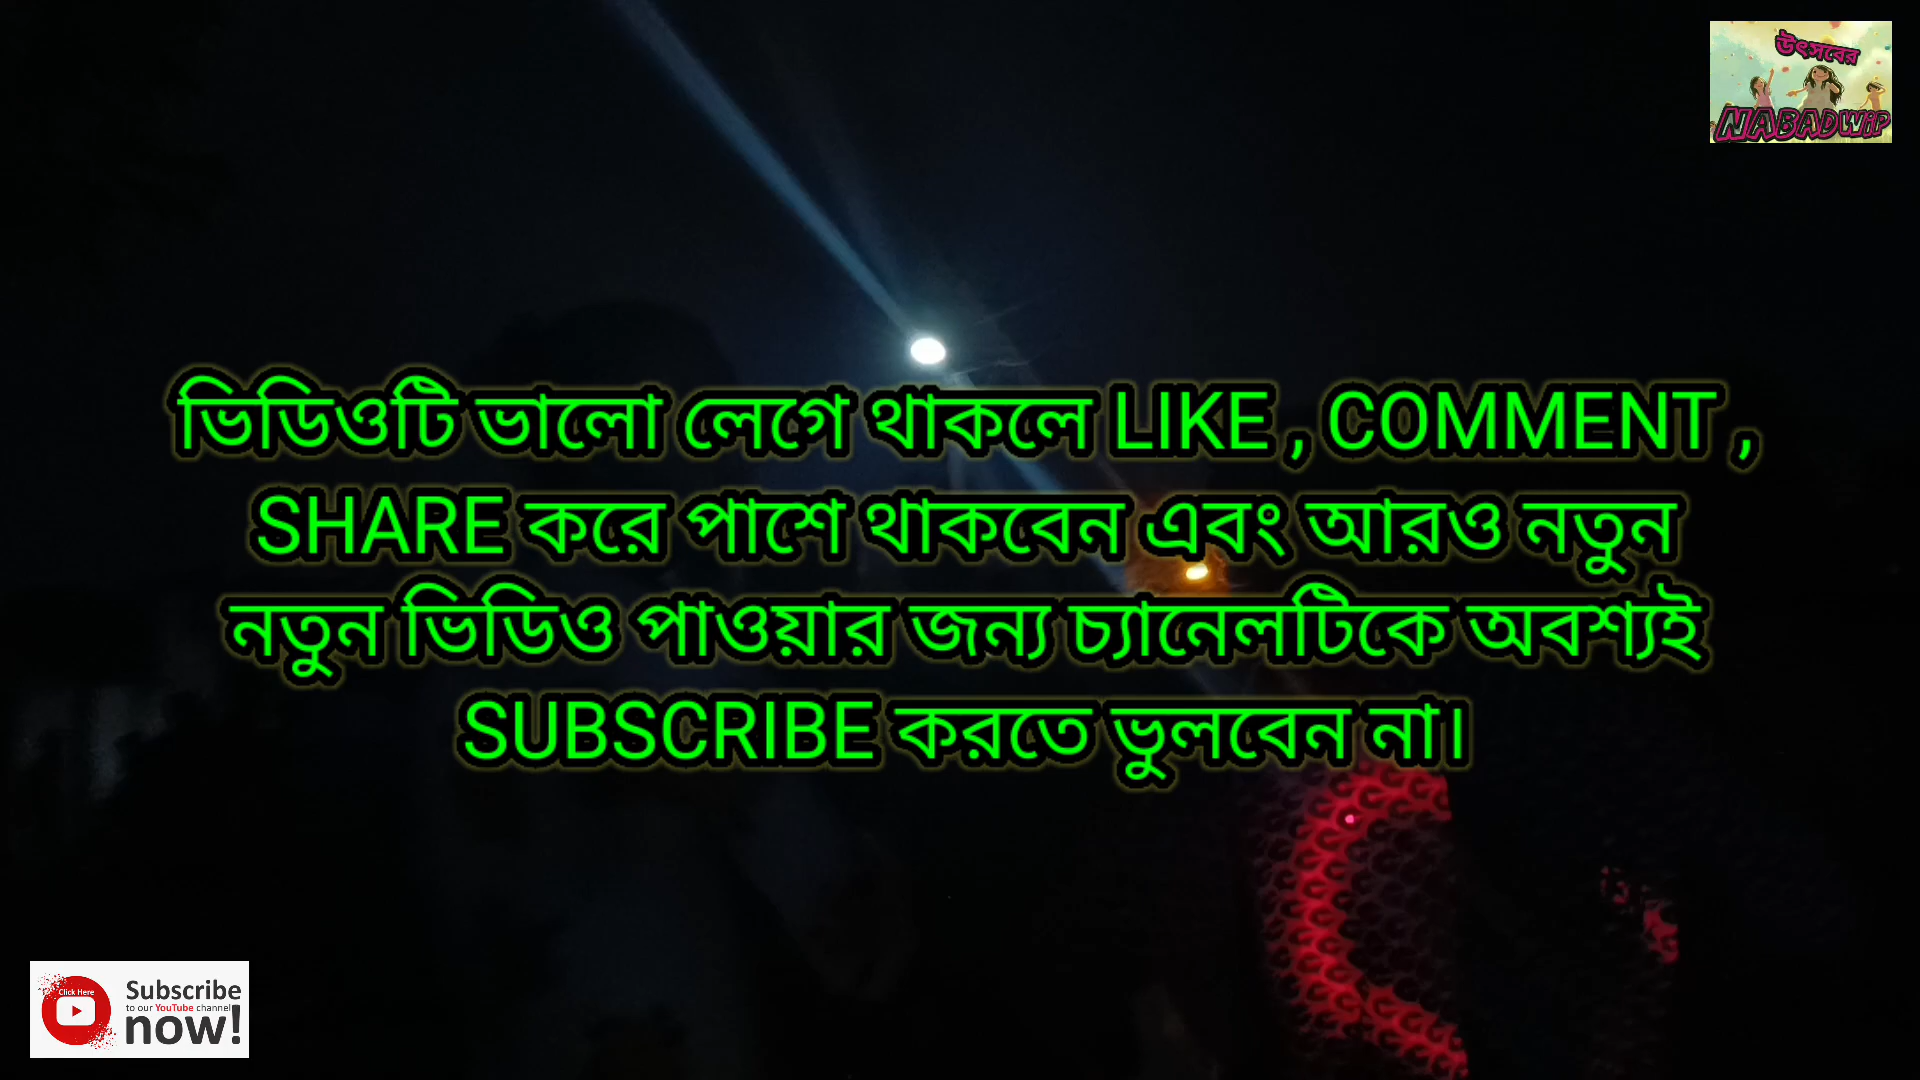 উৎসবের
NABADWIP
ভিডিওটি ভালো লেগে থাকলে LIKE , COMMENT ,
SHARE করে পাশে থাকবেন এবং আরও নতুন
নতুন ভিডিও পাওয়ার জন্য চ্যানেলটিকে অবশ্যই
SUBSCRIBE করতে ভুলবেন না।
Click Here
Subscribe
to our YouTube channel
now!